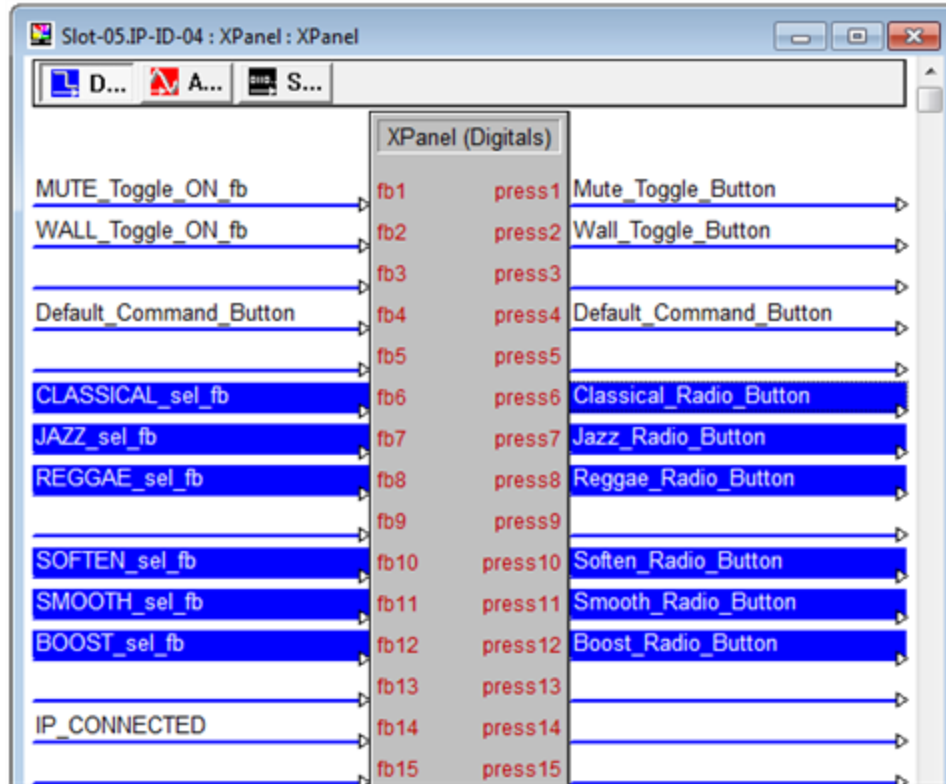 Slot-05.IP-ID-04 : XPanel : XPanel
D... A... S...
XPanel (Digitals)
MUTE_Toggle_ON_fb fb1 press1 Mute_Toggle_Button
WALL_Toggle_ON_fb fb2 press2 Wall_Toggle_Button
fb3 press3
Default_Command_Button fb4 press4 Default_Command_Button
fb5 press5
CLASSICAL_sel_fb fb6 press6 Classical_Radio_Button
JAZZ_sel_fb fb7 press7 Jazz_Radio_Button
REGGAE_sel_fb fb8 press8 Reggae_Radio_Button
fb9 press9
SOFTEN_sel_fb fb10 press10 Soften_Radio_Button
SMOOTH_sel_fb fb11 press11 Smooth_Radio_Button
BOOST_sel_fb fb12 press12 Boost_Radio_Button
fb13 press13
IP_CONNECTED fb14 press14
fb15 press15